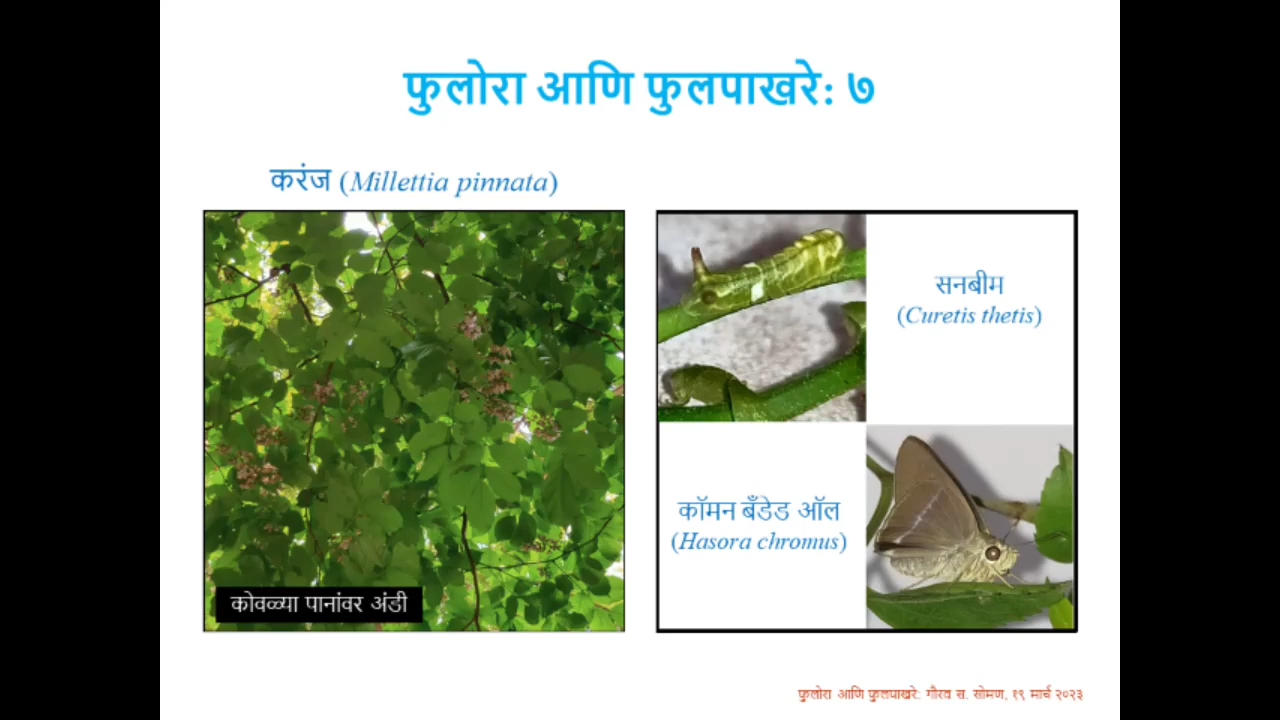 फुलोरा आणि फुलपाखरे: ७
करंज (Millettia pinnata)
सनबीम
(Curetis thetis)
कॉमन बँडेड ऑल
(Hasora chromus)
कोवळ्या पानांवर अंडी
फुलोरा आणि फुलपाखरे: गौरव स. सोमण, १९ मार्च २०२३